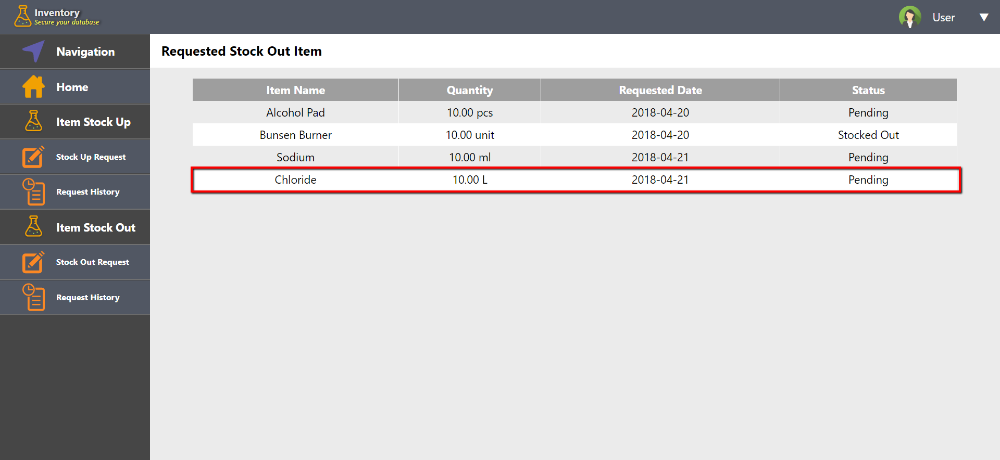 Inventory
Secure your database
User
Navigation
Home
Item Stock Up
Stock Up Request
Request History
Item Stock Out
Stock Out Request
Request History
Requested Stock Out Item
Item Name Quantity Requested Date Status
Alcohol Pad 10.00 pcs 2018-04-20 Pending
Bunsen Burner 10.00 unit 2018-04-20 Stocked Out
Sodium 10.00 ml 2018-04-21 Pending
Chloride 10.00 L 2018-04-21 Pending